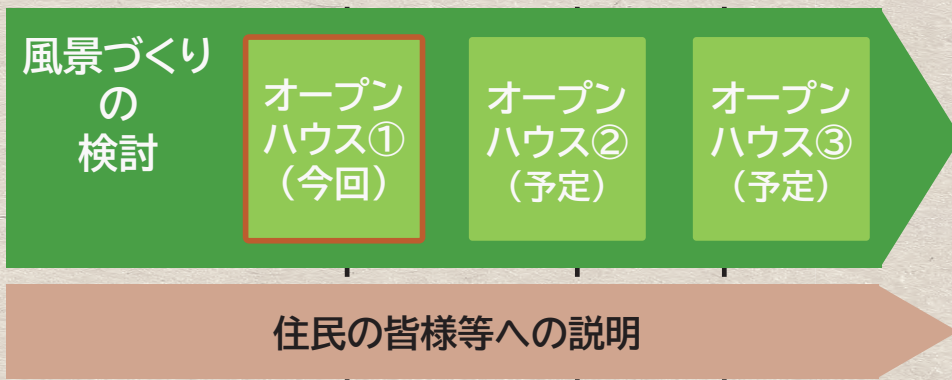 風景づくり
の
検討
オープン
ハウス①
（今回）
オープン
ハウス②
（予定）
オープン
ハウス③
（予定）
住民の皆様等への説明